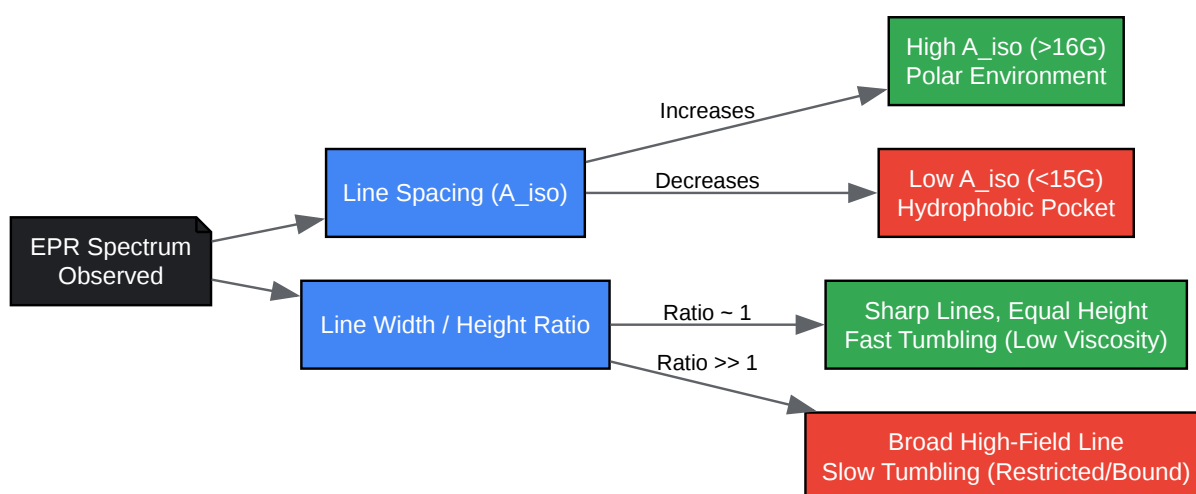 EPR Spectrum
Observed
Line Spacing (A_iso)
Increases
High A_iso (>16G)
Polar Environment
Decreases
Low A_iso (<15G)
Hydrophobic Pocket
Line Width / Height Ratio
Ratio ~ 1
Sharp Lines, Equal Height
Fast Tumbling (Low Viscosity)
Ratio >> 1
Broad High-Field Line
Slow Tumbling (Restricted/Bound)